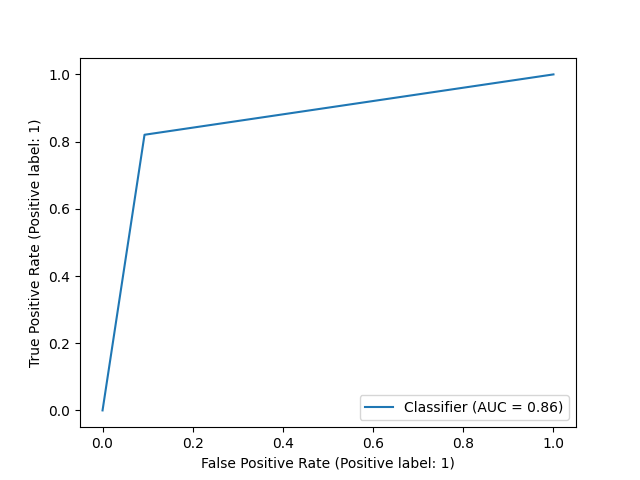 1.0
0.8
0.6
0.4
0.2
0.0
True Positive Rate (Positive label: 1)
Classifier (AUC = 0.86)
0.0 0.2 0.4 0.6 0.8 1.0
False Positive Rate (Positive label: 1)